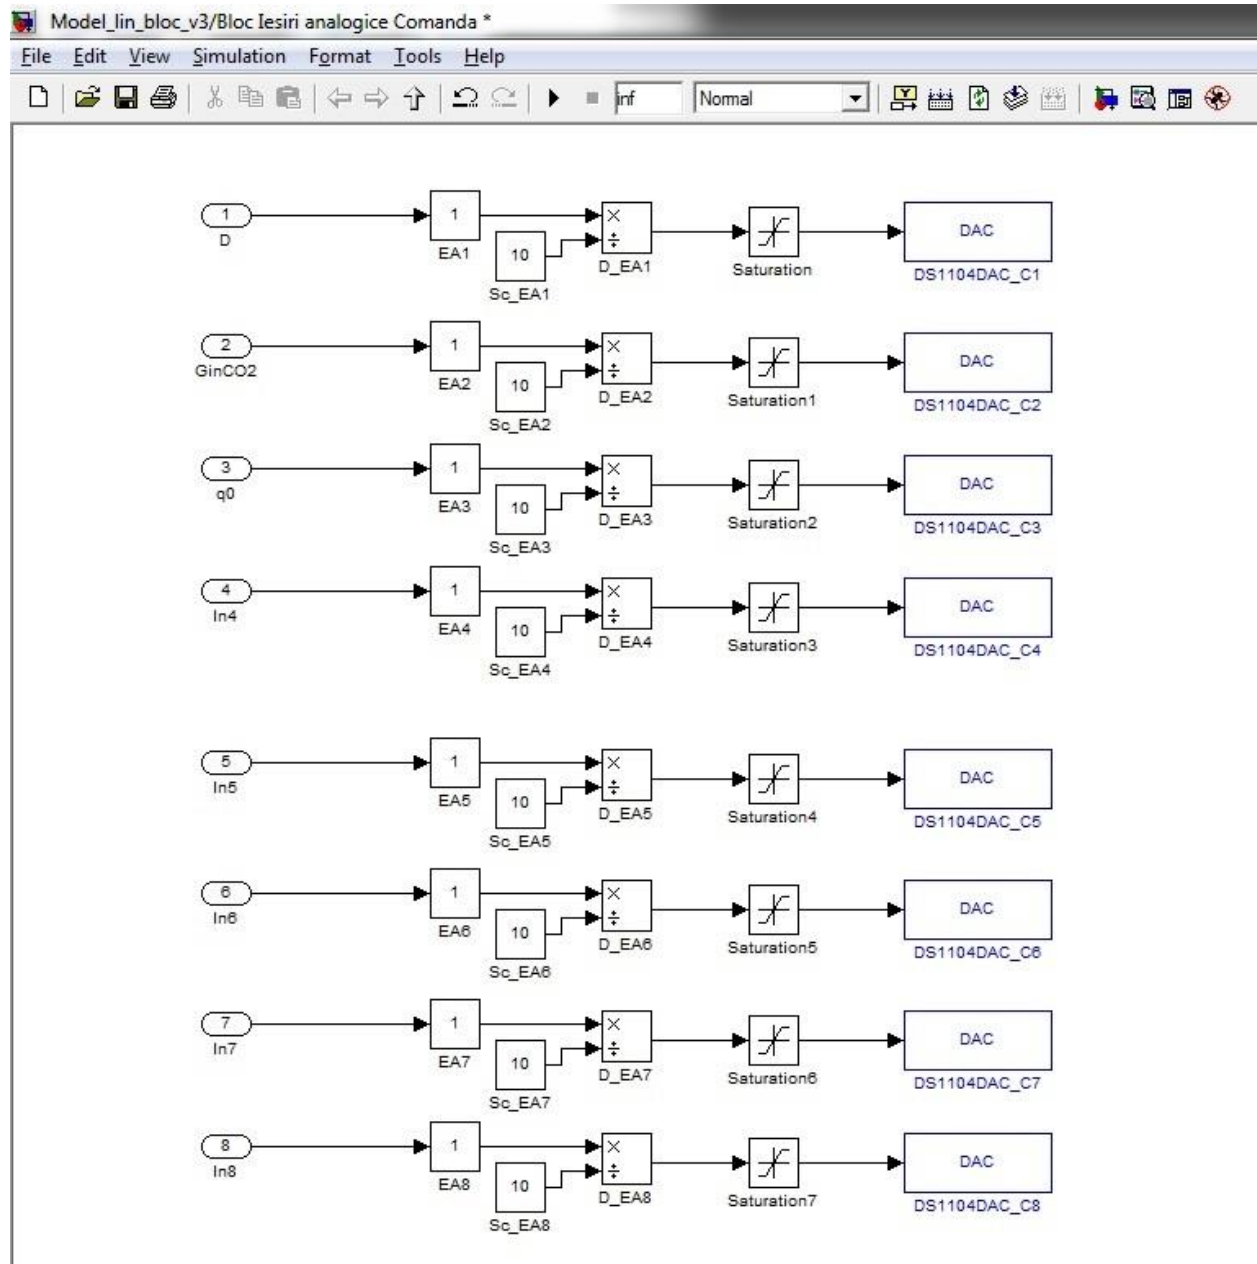 Model_lin_bloc_v3/Bloc Iesiri analogice Comanda *
File Edit View Simulation Format Tools Help
inf Normal
1 1 × DAC
D EA1 10 ÷ D_EA1 Saturation DS1104DAC_C1
Sc_EA1
2 1 × DAC
GinCO2 EA2 10 ÷ D_EA2 Saturation1 DS1104DAC_C2
Sc_EA2
3 1 × DAC
q0 EA3 10 ÷ D_EA3 Saturation2 DS1104DAC_C3
Sc_EA3
4 1 × DAC
In4 EA4 10 ÷ D_EA4 Saturation3 DS1104DAC_C4
Sc_EA4
5 1 × DAC
In5 EA5 10 ÷ D_EA5 Saturation4 DS1104DAC_C5
Sc_EA5
6 1 × DAC
In6 EA6 10 ÷ D_EA6 Saturation5 DS1104DAC_C6
Sc_EA6
7 1 × DAC
In7 EA7 10 ÷ D_EA7 Saturation6 DS1104DAC_C7
Sc_EA7
8 1 × DAC
In8 EA8 10 ÷ D_EA8 Saturation7 DS1104DAC_C8
Sc_EA8